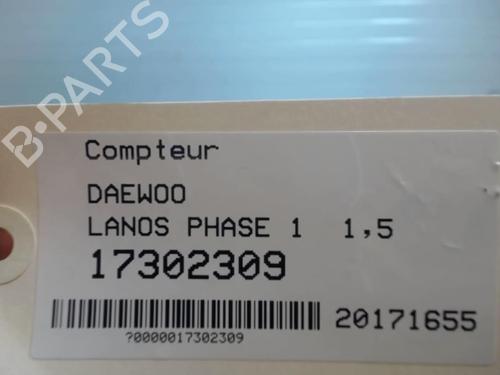 B-PARTS
Compteur
DAEWOO
LANOS PHASE 1 1,5
17302309
20171655
?0000017302309